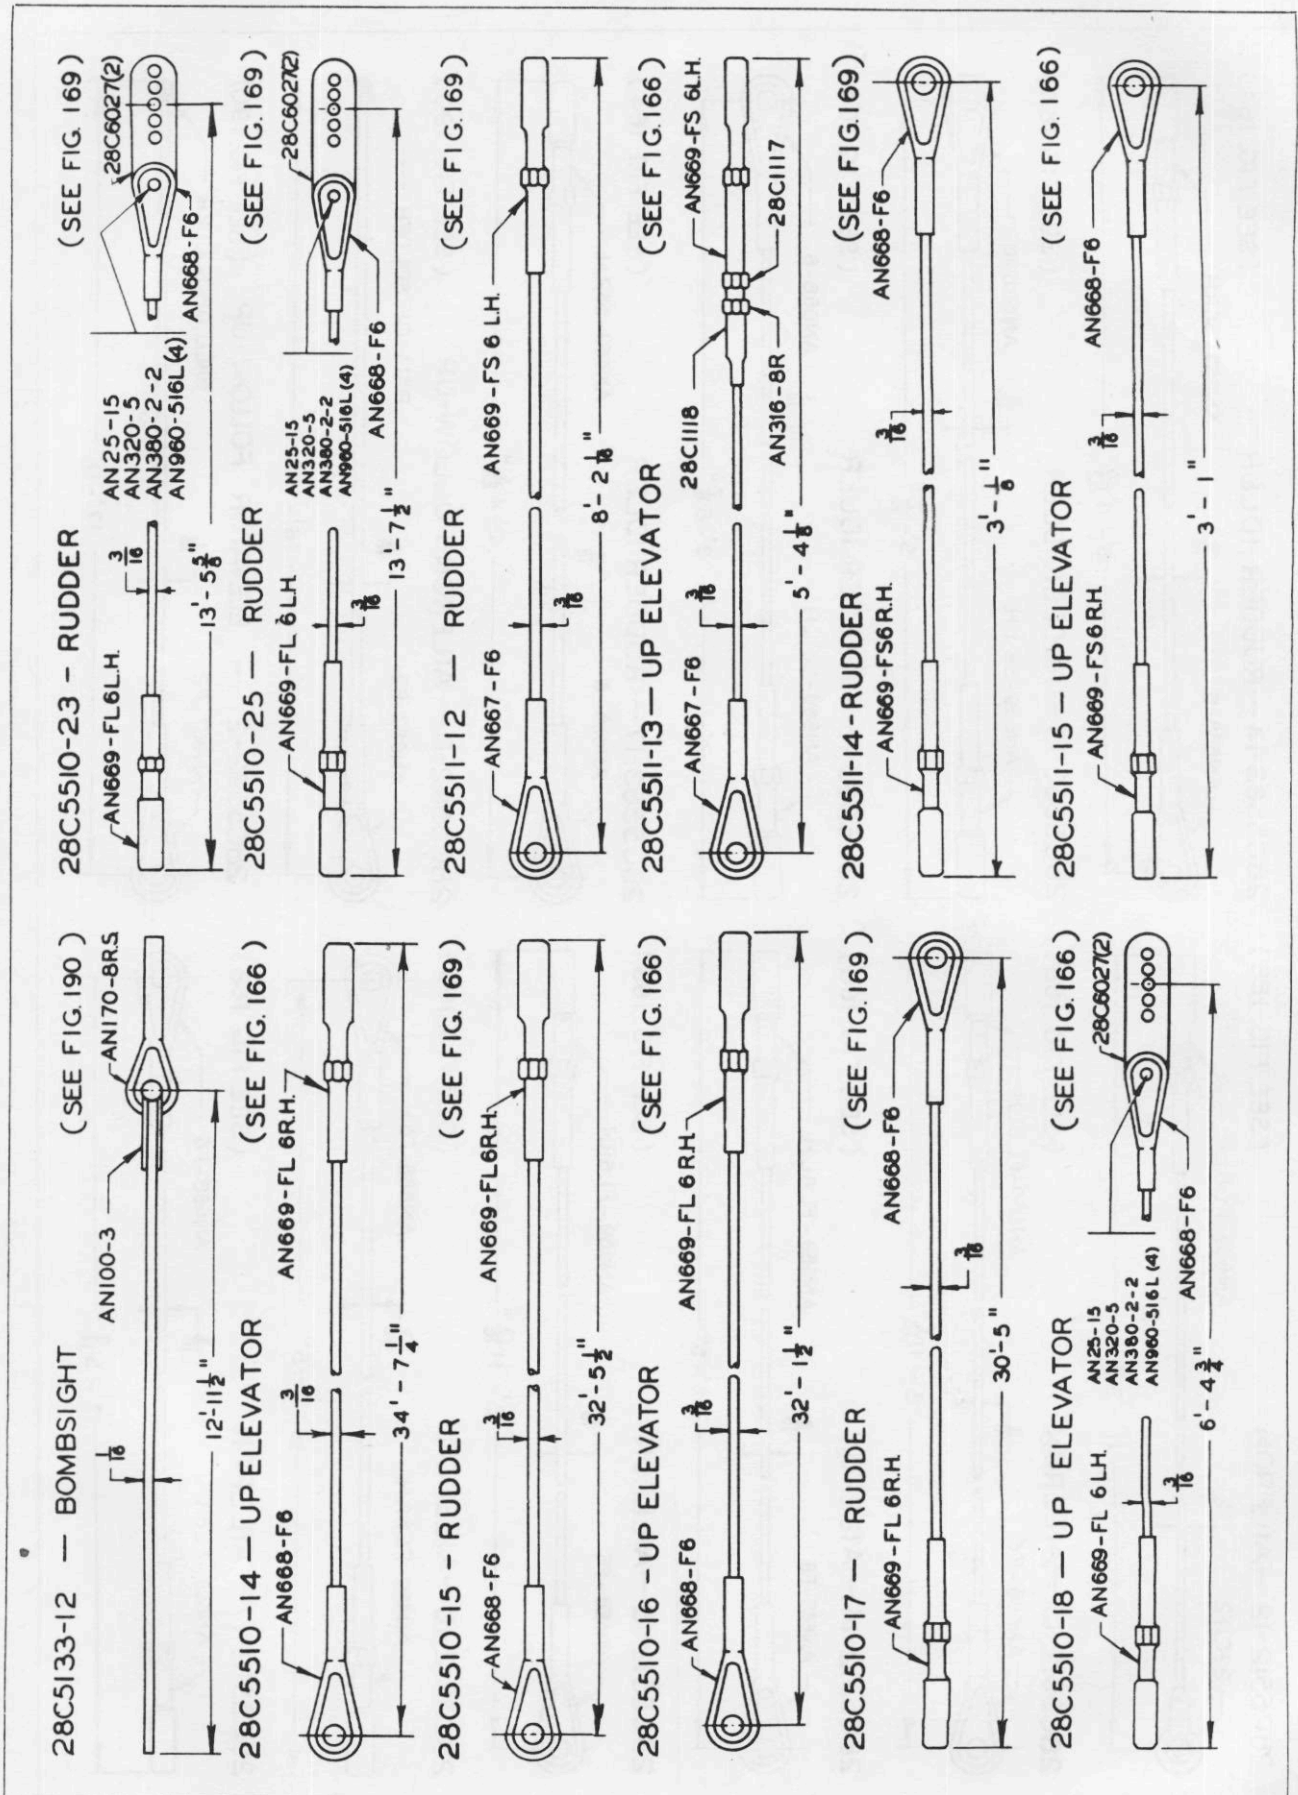 28C5133-12 — BOMBSIGHT (SEE FIG. 190)
1/16
AN100-3
AN170-8R.S.
12'-11 1/2"
28C5510-14 — UP ELEVATOR (SEE FIG. 166)
AN668-F6
3/16
AN669-FL 6R.H.
34'-7 1/4"
28C5510-15 — RUDDER (SEE FIG. 169)
AN668-F6
3/16
AN669-FL6R.H.
32'-5 1/2"
28C5510-16 — UP ELEVATOR (SEE FIG. 166)
AN668-F6
3/16
AN669-FL 6R.H.
32'-1 1/2"
28C5510-17 — RUDDER (SEE FIG. 169)
AN669-FL 6R.H.
3/16
AN668-F6
30'-5"
28C5510-18 — UP ELEVATOR (SEE FIG. 166)
AN669-FL 6L.H.
3/16
AN25-15
AN320-5
AN380-2-2
AN960-516L (4)
28C6027(2)
AN668-F6
6'-4 3/4"
28C5510-23 — RUDDER (SEE FIG. 169)
AN669-FL6L.H.
3/16
AN25-15
AN320-5
AN380-2-2
AN960-516L(4)
28C6027(2)
AN668-F6
13'-5 5/8"
28C5510-25 — RUDDER (SEE FIG. 169)
AN669-FL 6L.H.
3/16
AN25-15
AN320-5
AN380-2-2
AN960-516L(4)
28C6027(2)
AN668-F6
13'-7 1/2"
28C5511-12 — RUDDER (SEE FIG. 169)
AN667-F6
3/16
AN669-FS 6 L.H.
8'-2 1/16"
28C5511-13 — UP ELEVATOR (SEE FIG. 166)
AN667-F6
3/16
28C1118
AN669-FS 6L.H.
AN316-8R
28C1117
5'-4 1/8"
28C5511-14 - RUDDER (SEE FIG. 169)
AN669-FS6 R.H.
3/16
AN668-F6
3'-1/8"
28C5511-15 — UP ELEVATOR (SEE FIG. 166)
AN669-FS6 R.H.
3/16
AN668-F6
3'-1"